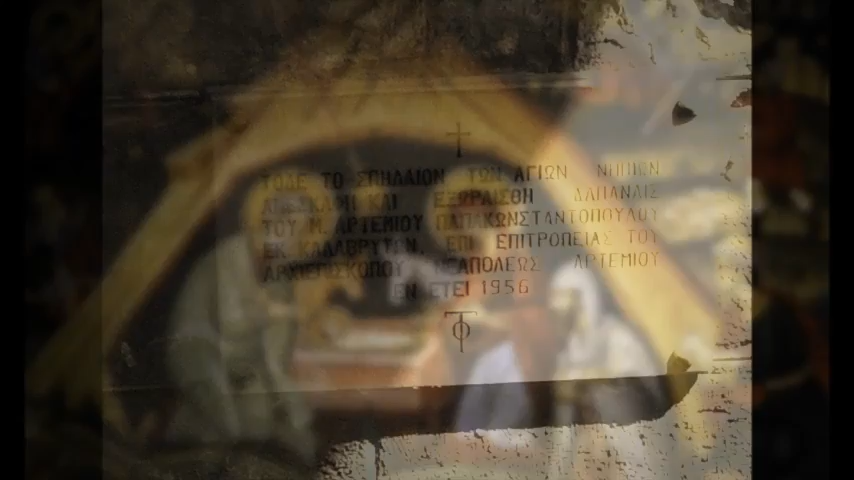 ΤΟΔΕ ΤΟ ΣΠΗΛΑΙΟΝ ΤΩΝ ΑΓΙΩΝ ΝΗΠΙΩΝ
ΑΝΕΣΚΑΦΗ ΚΑΙ ΕΞΩΡΑΙΣΘΗ ΔΑΠΑΝΑΙΣ
ΤΟΥ Μ. ΑΡΤΕΜΙΟΥ ΠΑΠΑΚΩΝΣΤΑΝΤΟΠΟΥΛΟΥ
ΕΚ ΚΑΛΑΒΡΥΤΩΝ, ΕΠΙ ΕΠΙΤΡΟΠΕΙΑΣ ΤΟΥ
ΑΡΧΙΕΠΙΣΚΟΠΟΥ ΝΕΑΠΟΛΕΩΣ ΑΡΤΕΜΙΟΥ
ΕΝ ΕΤΕΙ 1956